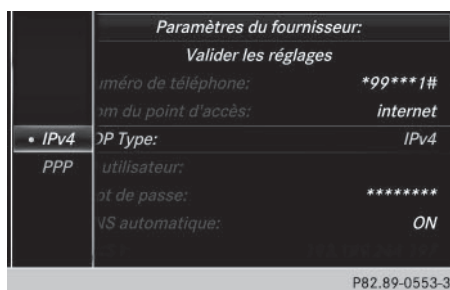 Paramètres du fournisseur:
Valider les réglages
uméro de téléphone: *99***1#
om du point d'accès: internet
• IPv4 DP Type: IPv4
PPP utilisateur:
ot de passe: ********
NS automatique: ON
P82.89-0553-3